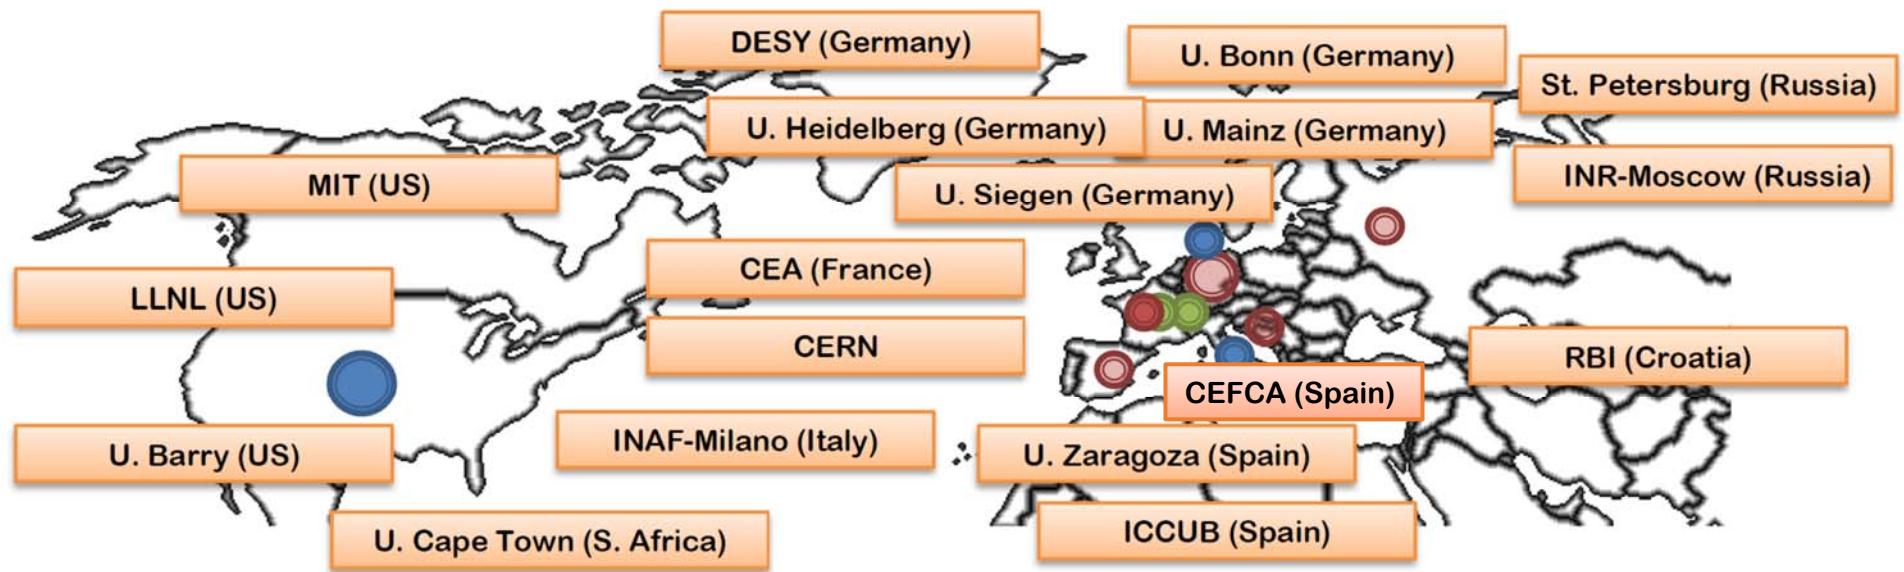 DESY (Germany)
U. Bonn (Germany)
St. Petersburg (Russia)
U. Heidelberg (Germany)
U. Mainz (Germany)
MIT (US)
INR-Moscow (Russia)
U. Siegen (Germany)
CEA (France)
LLNL (US)
CERN
RBI (Croatia)
CEFCA (Spain)
INAF-Milano (Italy)
U. Barry (US)
U. Zaragoza (Spain)
U. Cape Town (S. Africa)
ICCUB (Spain)